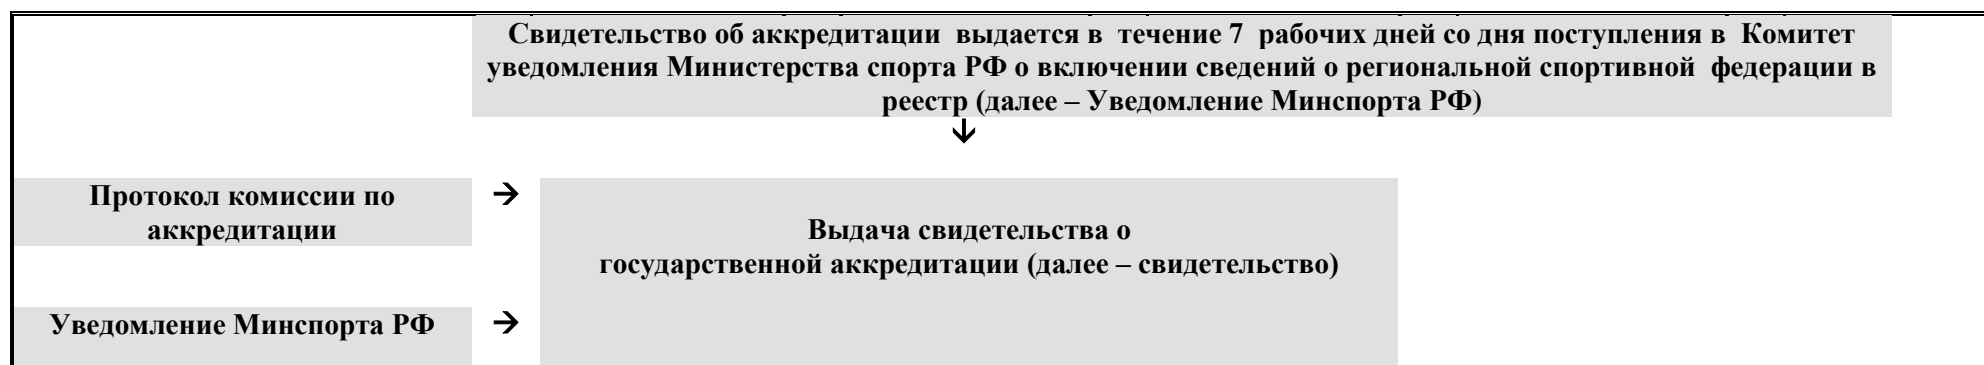 Свидетельство об аккредитации  выдается в  течение 7  рабочих дней со дня поступления в  Комитет
уведомления Министерства спорта РФ о включении сведений о региональной спортивной  федерации в
реестр (далее – Уведомление Минспорта РФ)
Протокол комиссии по
аккредитации
Выдача свидетельства о
государственной аккредитации (далее – свидетельство)
Уведомление Минспорта РФ